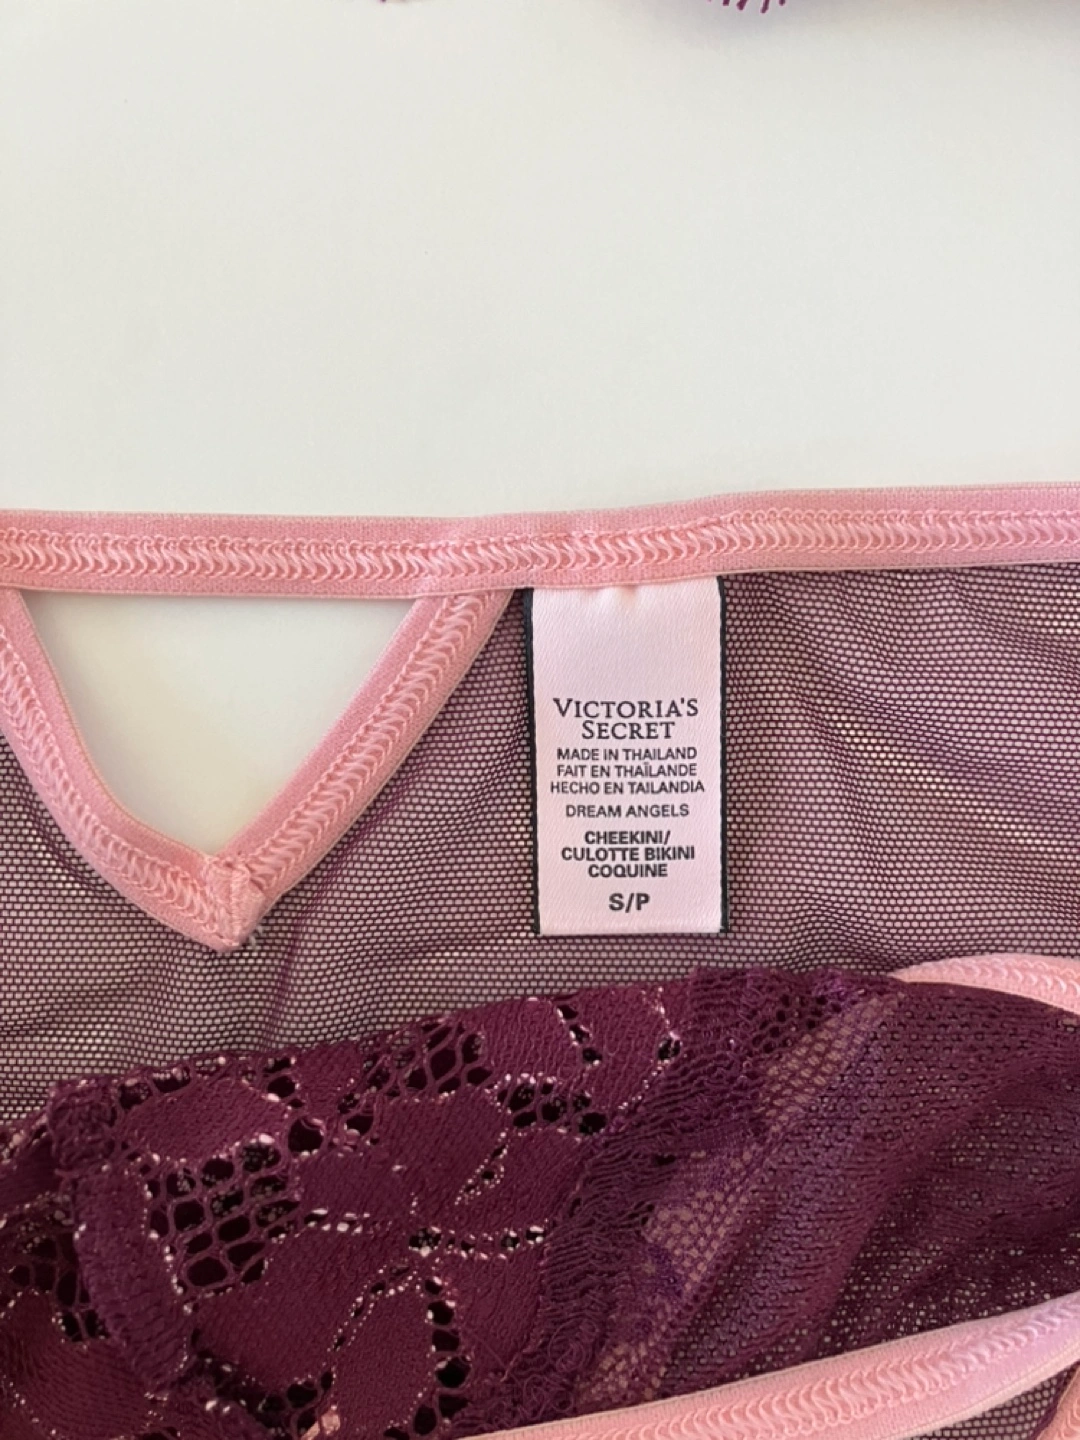 VICTORIA'S
SECRET
MADE IN THAILAND
FAIT EN THAÏLANDE
HECHO EN TAILANDIA
DREAM ANGELS
CHEEKINI/
CULOTTE BIKINI
COQUINE
S/P